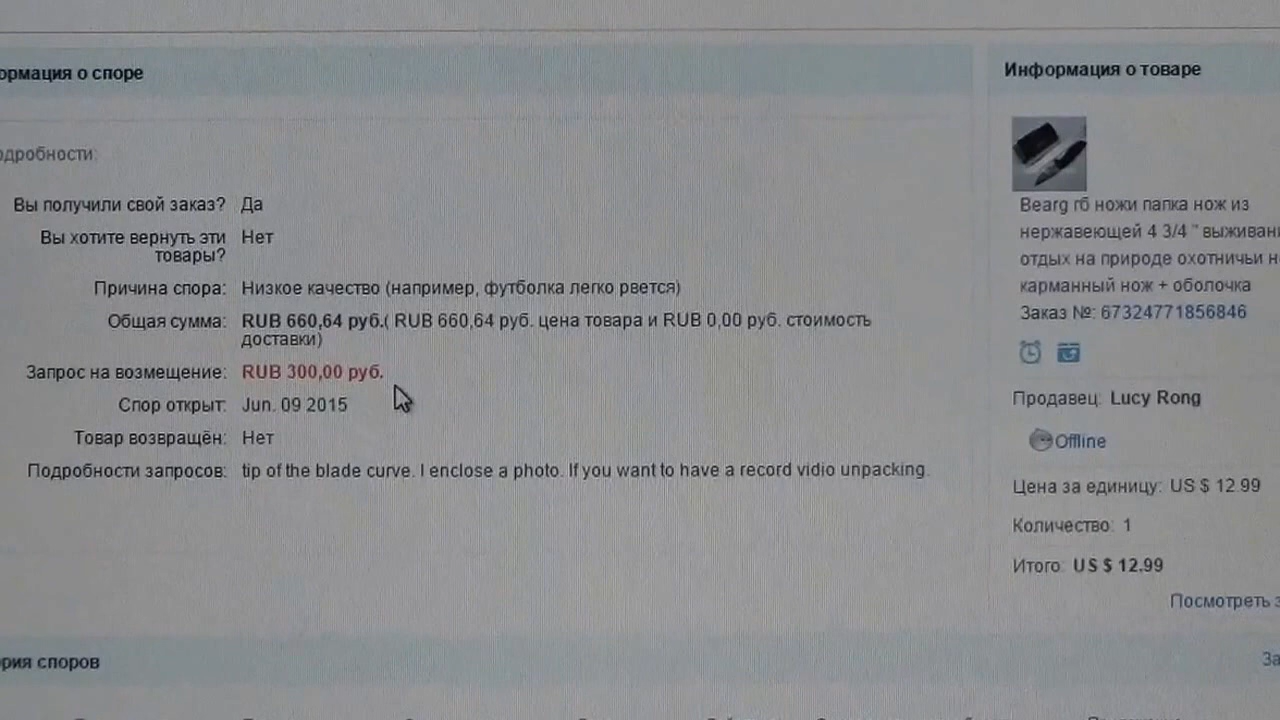 ормация о споре
одробности:
Вы получили свой заказ? Да
Вы хотите вернуть эти товары? Нет
Причина спора: Низкое качество (например, футболка легко рвется)
Общая сумма: RUB 660,64 руб.( RUB 660,64 руб. цена товара и RUB 0,00 руб. стоимость
доставки)
Запрос на возмещение: RUB 300,00 руб.
Спор открыт: Jun. 09 2015
Товар возвращён: Нет
Подробности запросов: tip of the blade curve. I enclose a photo. If you want to have a record vidio unpacking.
рия споров
Информация о товаре
Bearg гб ножи папка нож из
нержавеющей 4 3/4 " выживани
отдых на природе охотничьи н
карманный нож + оболочка
Заказ №: 67324771856846
Продавец: Lucy Rong
Offline
Цена за единицу: US $ 12.99
Количество: 1
Итого: US $ 12.99
Посмотреть з
За